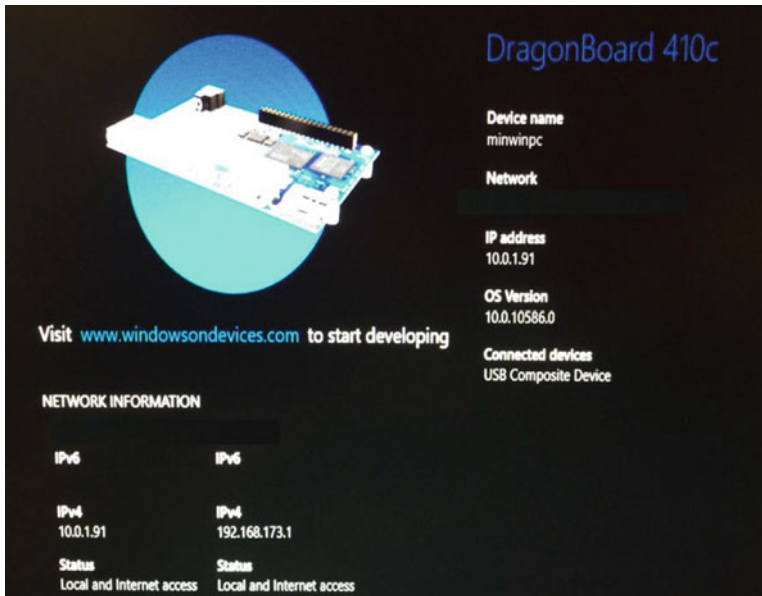 DragonBoard 410c
Device name
minwinpc
Network
IP address
10.0.1.91
OS Version
10.0.10586.0
Connected devices
USB Composite Device
Visit www.windowsondevices.com to start developing
NETWORK INFORMATION
IPv6 IPv6
IPv4 IPv4
10.0.1.91 192.168.173.1
Status Status
Local and Internet access Local and Internet access